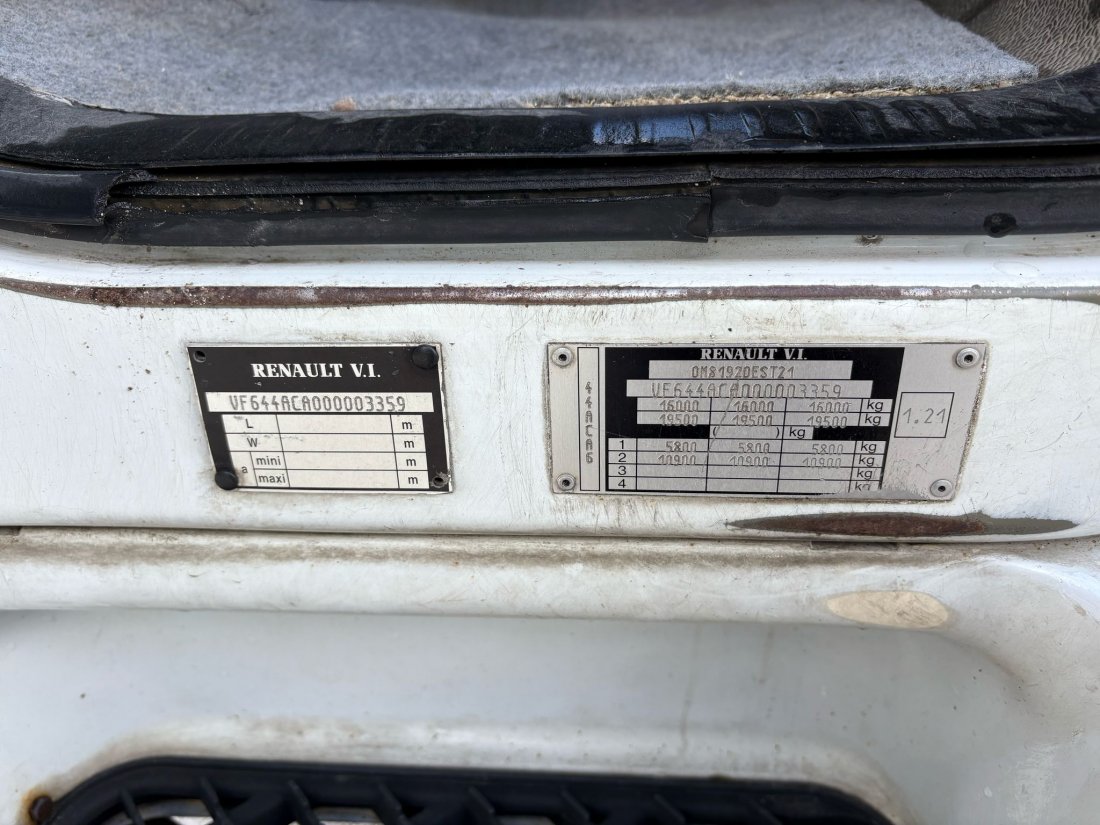 RENAULT V.I.
VF644ACA000003359
L m
W m
a mini m
maxi m
44ACA6
RENAULT V.I.
OM81920EST21
VF644ACA000003359
16000 16000 16000 kg
19500 19500 19500 kg
( ) kg
1 5800 5800 5800 kg
2 10900 10900 10900 kg
3 kg
4 kg
1.21